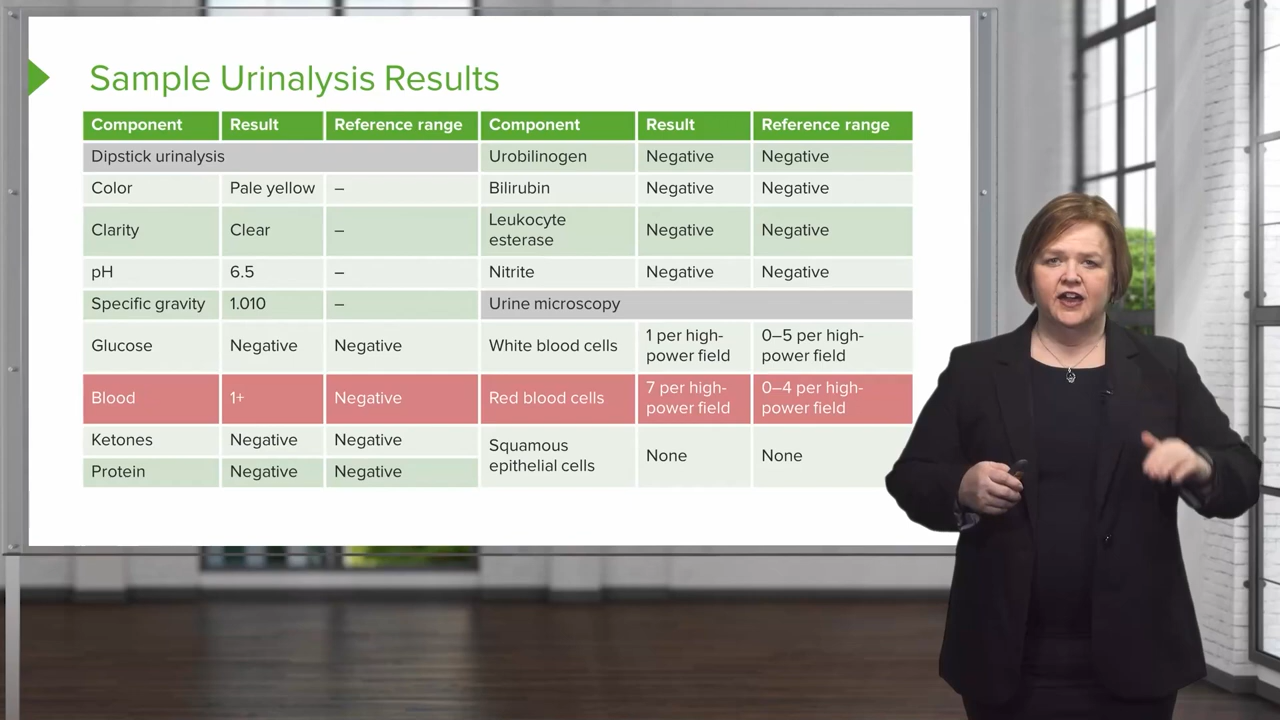 Sample Urinalysis Results
Component Result Reference range Component Result Reference range
Dipstick urinalysis Urobilinogen Negative Negative
Color Pale yellow – Bilirubin Negative Negative
Clarity Clear – Leukocyte esterase Negative Negative
pH 6.5 – Nitrite Negative Negative
Specific gravity 1.010 – Urine microscopy
Glucose Negative Negative White blood cells 1 per high-power field 0–5 per high-power field
Blood 1+ Negative Red blood cells 7 per high-power field 0–4 per high-power field
Ketones Negative Negative Squamous epithelial cells None None
Protein Negative Negative